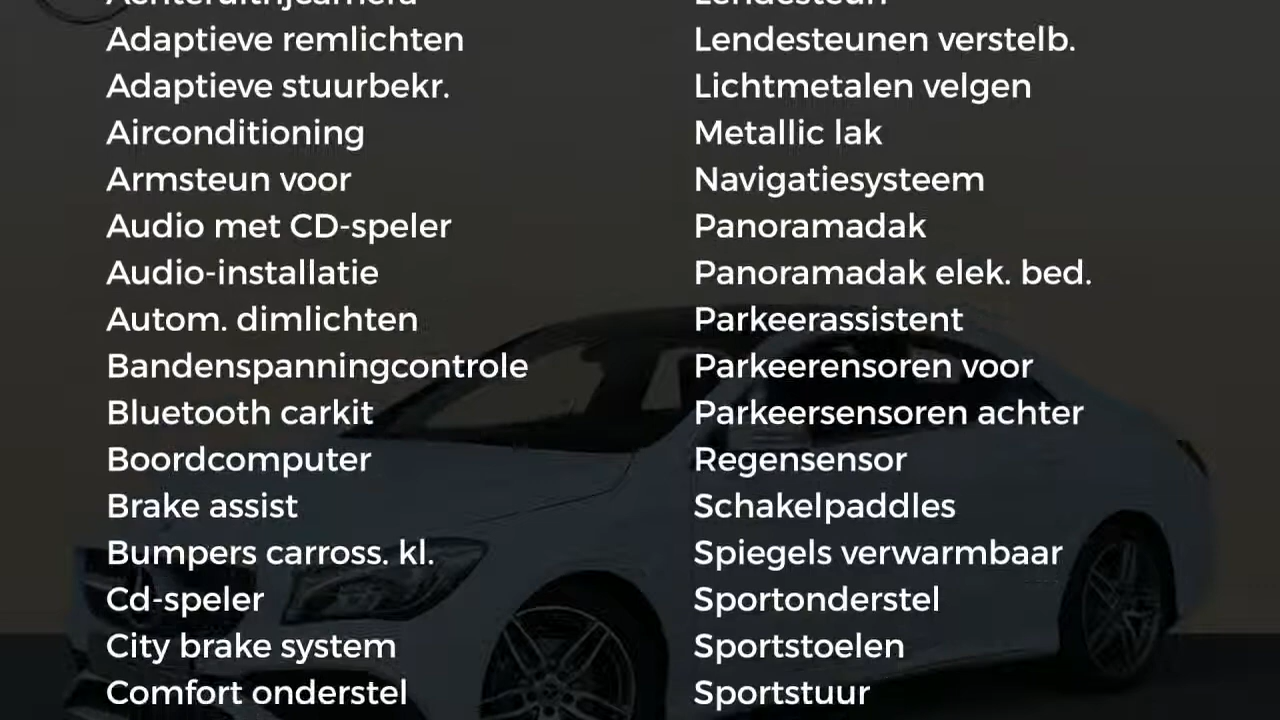 Achteruitrijcamera
Adaptieve remlichten
Adaptieve stuurbekr.
Airconditioning
Armsteun voor
Audio met CD-speler
Audio-installatie
Autom. dimlichten
Bandenspanningcontrole
Bluetooth carkit
Boordcomputer
Brake assist
Bumpers carross. kl.
Cd-speler
City brake system
Comfort onderstel
Lendesteun
Lendesteunen verstelb.
Lichtmetalen velgen
Metallic lak
Navigatiesysteem
Panoramadak
Panoramadak elek. bed.
Parkeerassistent
Parkeerensoren voor
Parkeersensoren achter
Regensensor
Schakelpaddles
Spiegels verwarmbaar
Sportonderstel
Sportstoelen
Sportstuur